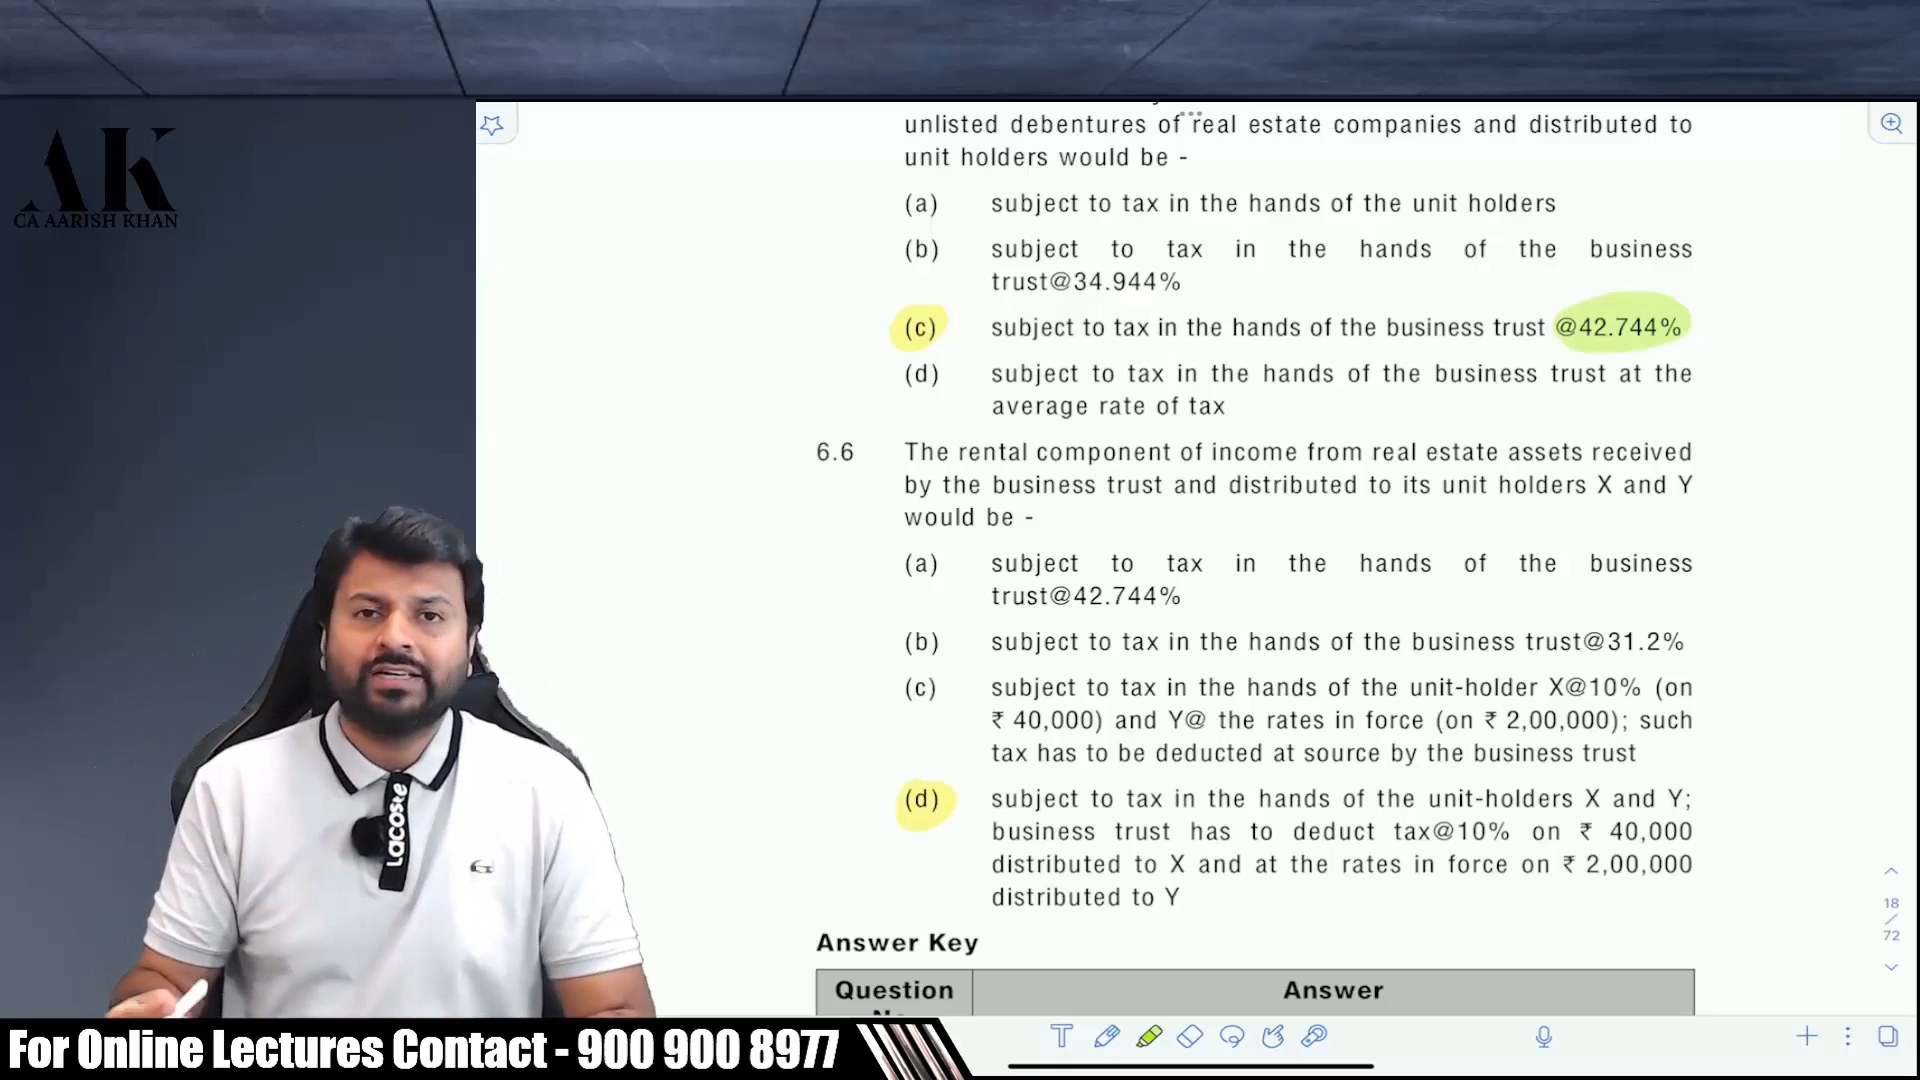 AK
CA AARISH KHAN
unlisted debentures of real estate companies and distributed to
unit holders would be -
(a) subject to tax in the hands of the unit holders
(b) subject to tax in the hands of the business
trust@34.944%
(c) subject to tax in the hands of the business trust @42.744%
(d) subject to tax in the hands of the business trust at the
average rate of tax
6.6 The rental component of income from real estate assets received
by the business trust and distributed to its unit holders X and Y
would be -
(a) subject to tax in the hands of the business
trust@42.744%
(b) subject to tax in the hands of the business trust@31.2%
(c) subject to tax in the hands of the unit-holder X@10% (on
₹ 40,000) and Y@ the rates in force (on ₹ 2,00,000); such
tax has to be deducted at source by the business trust
(d) subject to tax in the hands of the unit-holders X and Y;
business trust has to deduct tax@10% on ₹ 40,000
distributed to X and at the rates in force on ₹ 2,00,000
distributed to Y
Answer Key
Question Answer
18
/
72
LACOSTE
For Online Lectures Contact - 900 900 8977
T